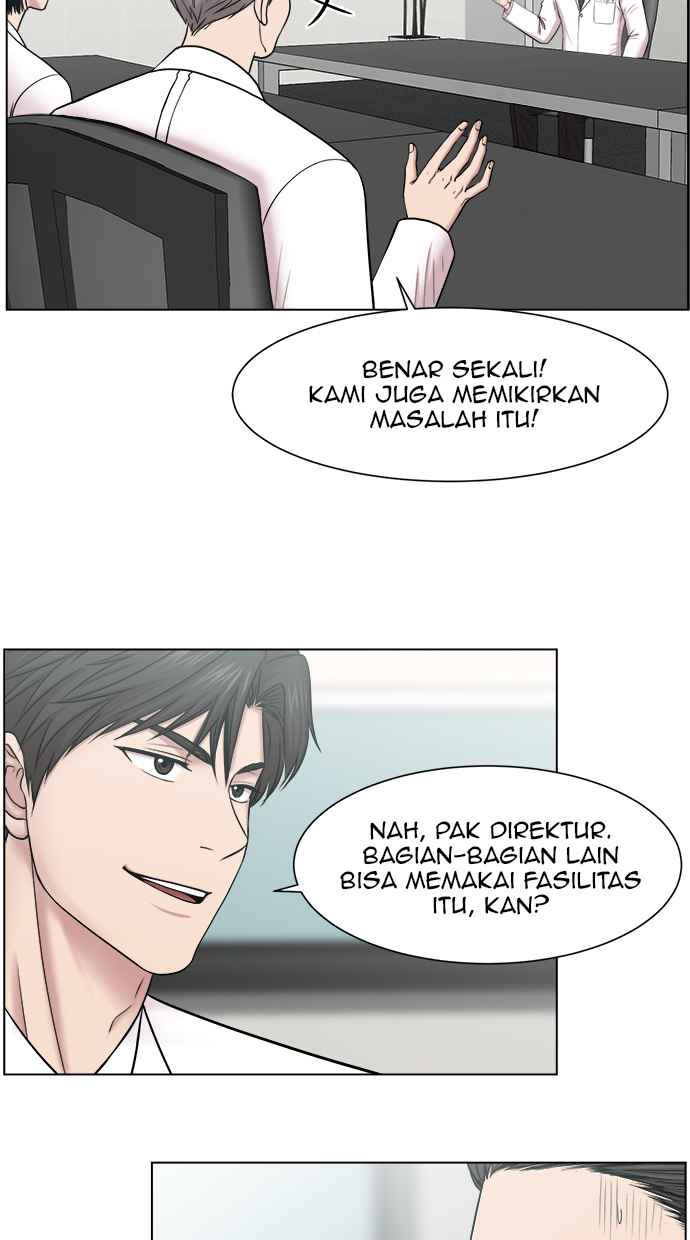 BENAR SEKALI!
KAMI JUGA MEMIKIRKAN
MASALAH ITU!
NAH, PAK DIREKTUR.
BAGIAN-BAGIAN LAIN
BISA MEMAKAI FASILITAS
ITU, KAN?